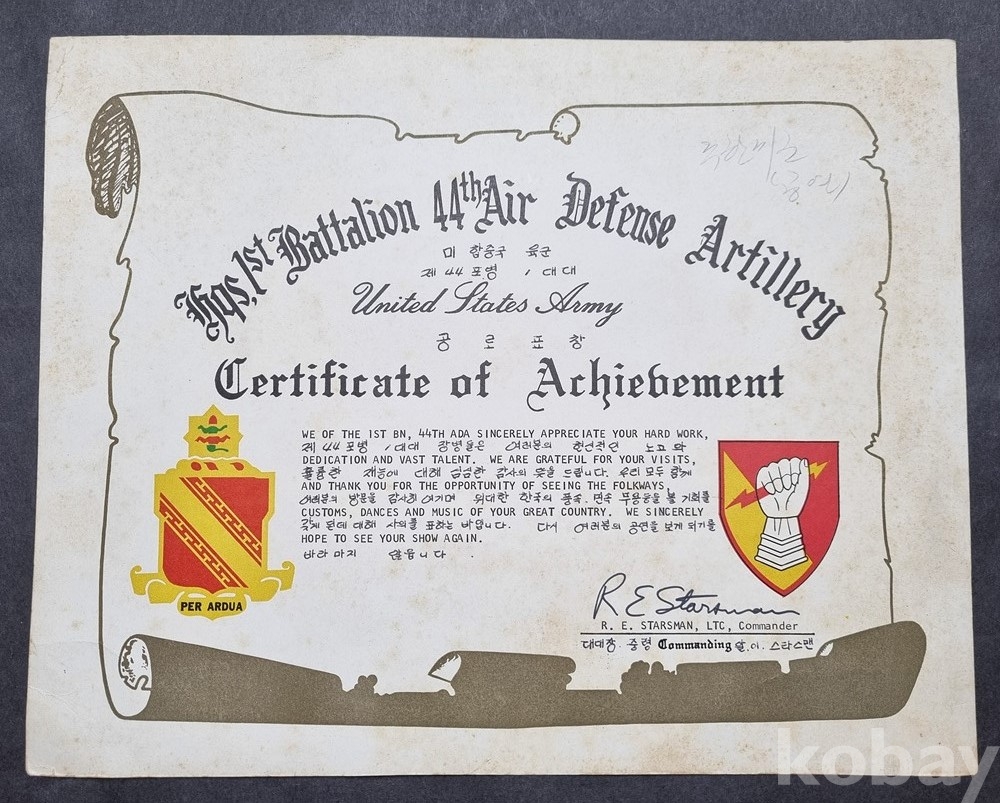 Hqs, 1st Battalion 44th Air Defense Artillery
미 합중국 육군
제 44 포병 1 대대
United States Army
공 로 표 창
Certificate of Achievement
WE OF THE 1ST BN, 44TH ADA SINCERELY APPRECIATE YOUR HARD WORK,
제 44 포병 1대대 장병들은 여러분의 헌신적인 노고와
DEDICATION AND VAST TALENT. WE ARE GRATEFUL FOR YOUR VISITS,
훌륭한 재능에 대해 심심한 감사의 뜻을 드립니다. 우리 모두 함께
AND THANK YOU FOR THE OPPORTUNITY OF SEEING THE FOLKWAYS,
여러분의 방문을 감사히 여기며 위대한 한국의 풍속, 민속 무용등을 볼 기회를
CUSTOMS, DANCES AND MUSIC OF YOUR GREAT COUNTRY. WE SINCERELY
갖게 된데 대해 사의를 표하는 바입니다. 다시 여러분의 공연을 보게 되기를
HOPE TO SEE YOUR SHOW AGAIN.
바라 마지 않읍니다.
PER ARDUA
R E Starsman
R. E. STARSMAN, LTC, Commander
대대장 중령 Commanding 알.이. 스타스맨
kobay